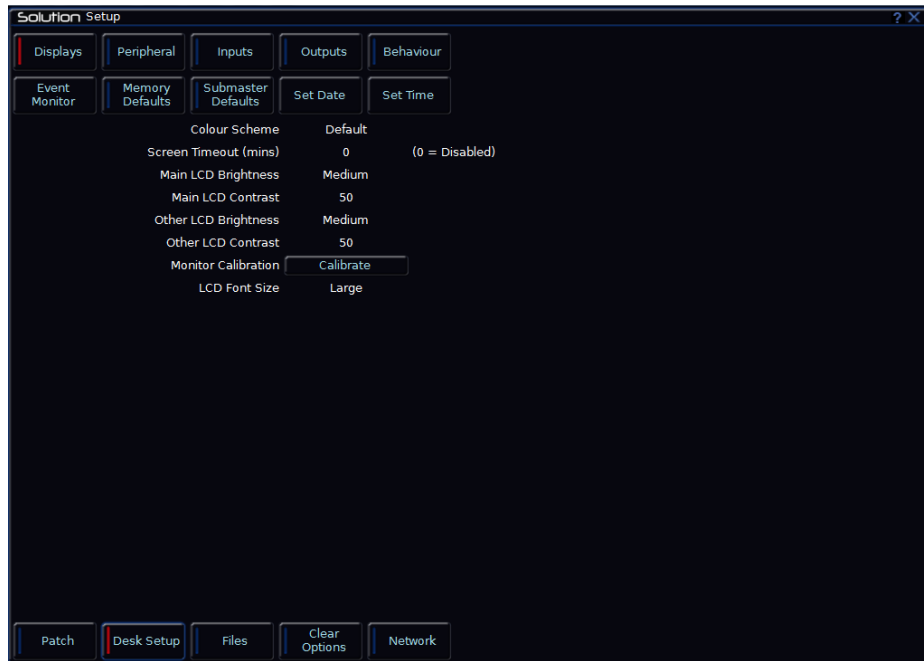 Solution Setup ? X
Displays Peripheral Inputs Outputs Behaviour
Event Monitor Memory Defaults Submaster Defaults Set Date Set Time
Colour Scheme Default
Screen Timeout (mins) 0 (0 = Disabled)
Main LCD Brightness Medium
Main LCD Contrast 50
Other LCD Brightness Medium
Other LCD Contrast 50
Monitor Calibration Calibrate
LCD Font Size Large
Patch Desk Setup Files Clear Options Network